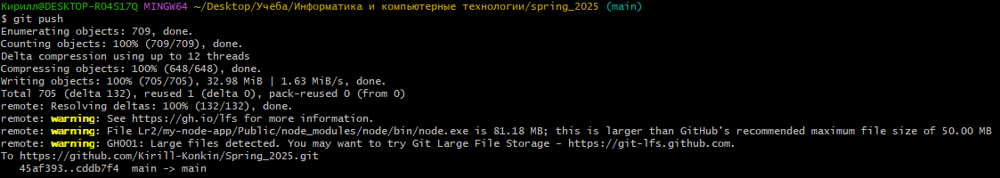 Кирилл@DESKTOP-RO4S17Q MINGW64 ~/Desktop/Учёба/Информатика и компьютерные технологии/spring_2025 (main)
$ git push
Enumerating objects: 709, done.
Counting objects: 100% (709/709), done.
Delta compression using up to 12 threads
Compressing objects: 100% (648/648), done.
Writing objects: 100% (705/705), 32.98 MiB | 1.63 MiB/s, done.
Total 705 (delta 132), reused 1 (delta 0), pack-reused 0 (from 0)
remote: Resolving deltas: 100% (132/132), done.
remote: warning: See https://gh.io/lfs for more information.
remote: warning: File Lr2/my-node-app/Public/node_modules/node/bin/node.exe is 81.18 MB; this is larger than GitHub's recommended maximum file size of 50.00 MB
remote: warning: GH001: Large files detected. You may want to try Git Large File Storage - https://git-lfs.github.com.
To https://github.com/Kirill-Konkin/Spring_2025.git
   45af393..cddb7f4  main -> main